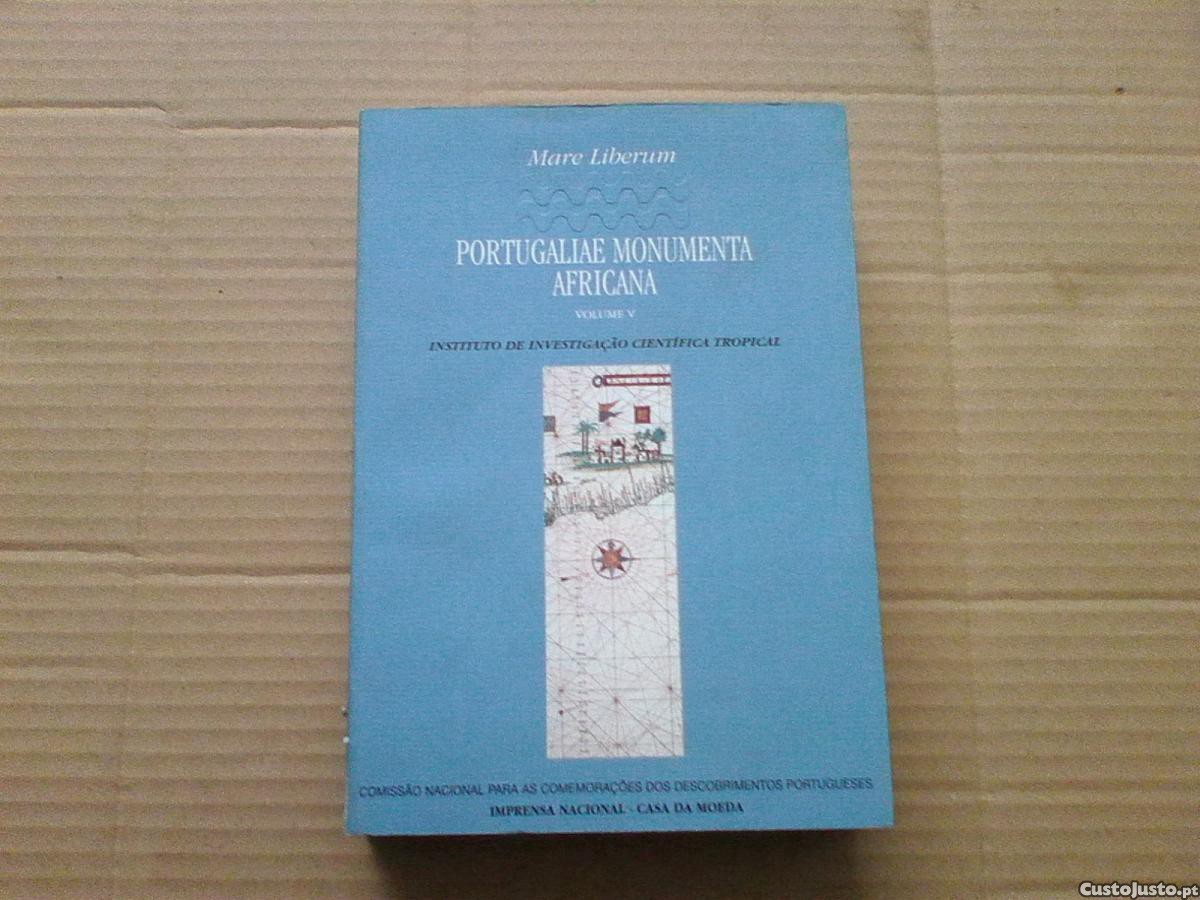 Mare Liberum
PORTUGALIAE MONUMENTA
AFRICANA
VOLUME V
INSTITUTO DE INVESTIGAÇÃO CIENTÍFICA TROPICAL
COMISSÃO NACIONAL PARA AS COMEMORAÇÕES DOS DESCOBRIMENTOS PORTUGUESES
IMPRENSA NACIONAL - CASA DA MOEDA
CustoJusto.pt